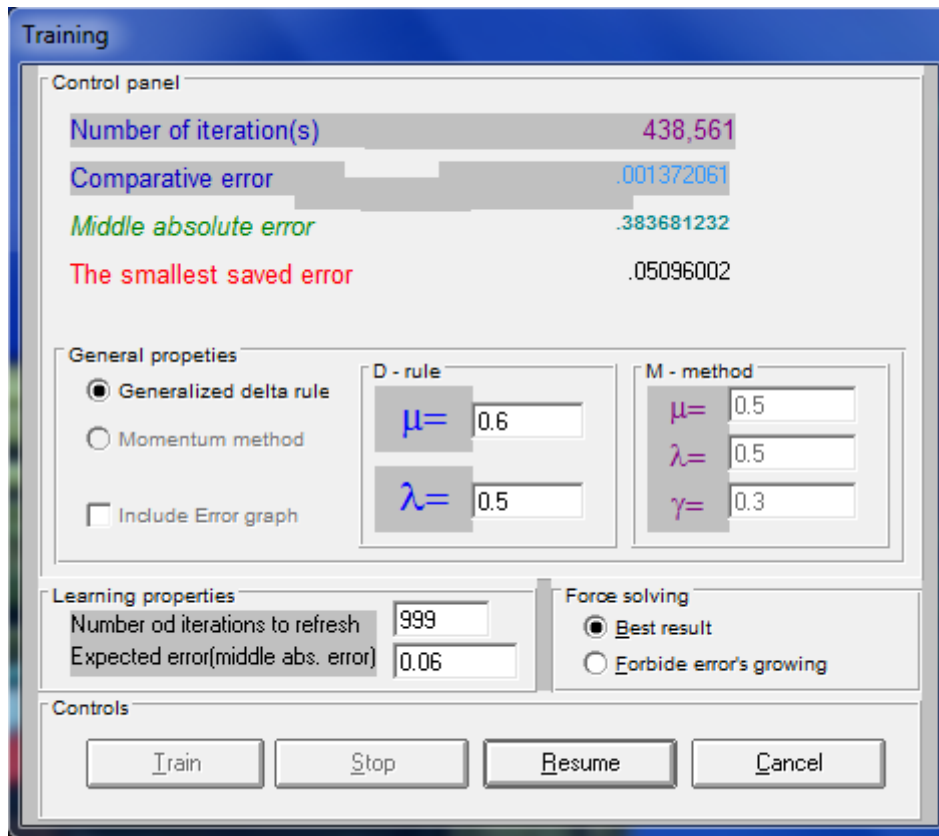 Training
Control panel
Number of iteration(s) 438,561
Comparative error .001372061
Middle absolute error .383681232
The smallest saved error .05096002
General propeties
Generalized delta rule
Momentum method
Include Error graph
D - rule
μ= 0.6
λ= 0.5
M - method
μ= 0.5
λ= 0.5
γ= 0.3
Learning properties
Number od iterations to refresh 999
Expected error(middle abs. error) 0.06
Force solving
Best result
Forbide error's growing
Controls
Train Stop Resume Cancel